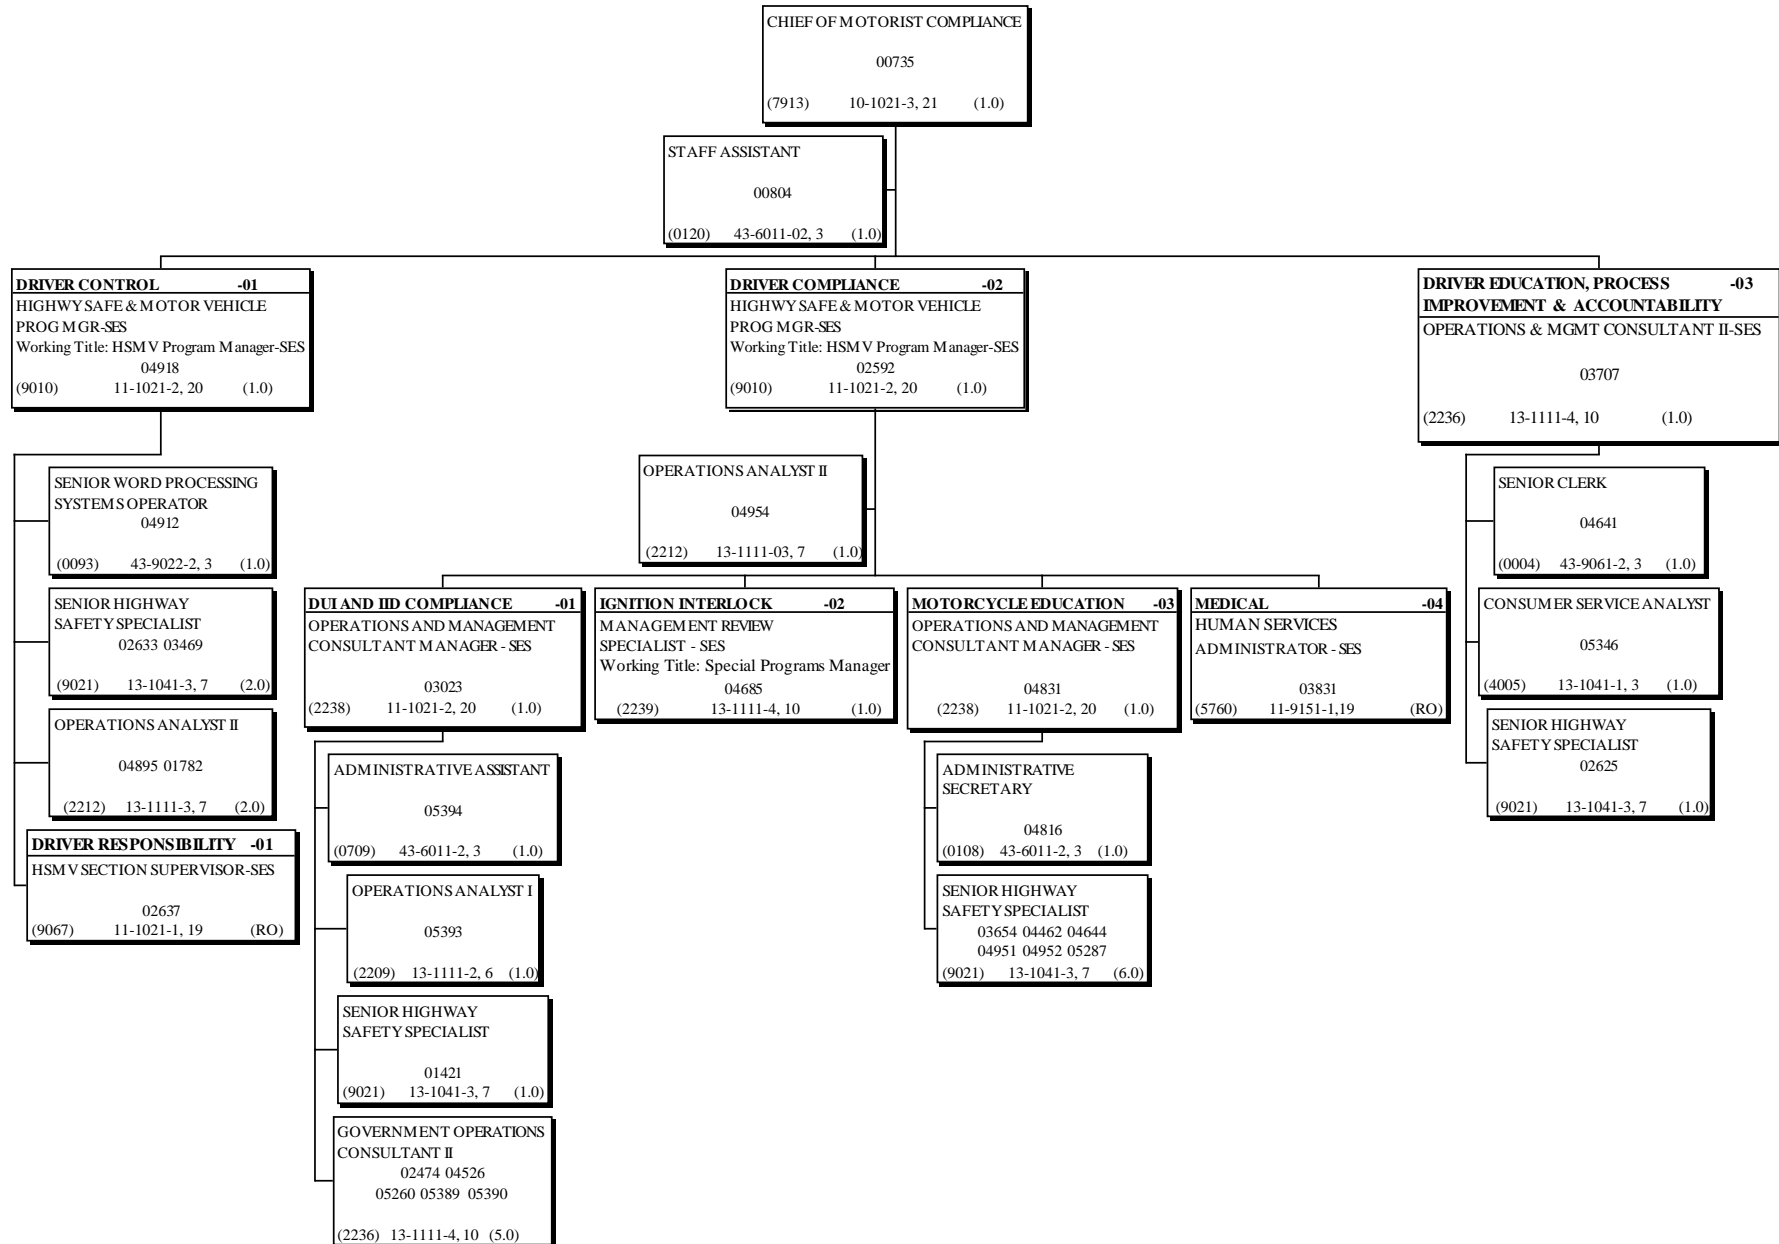 CHIEF OF MOTORIST COMPLIANCE
00735
(7913) 10-1021-3, 21 (1.0)
STAFF ASSISTANT
00804
(0120) 43-6011-02, 3 (1.0)
DRIVER CONTROL -01
HIGHWY SAFE & MOTOR VEHICLE
PROG MGR-SES
Working Title: HSMV Program Manager-SES
04918
(9010) 11-1021-2, 20 (1.0)
DRIVER COMPLIANCE -02
HIGHWY SAFE & MOTOR VEHICLE
PROG MGR-SES
Working Title: HSMV Program Manager-SES
02592
(9010) 11-1021-2, 20 (1.0)
DRIVER EDUCATION, PROCESS -03
IMPROVEMENT & ACCOUNTABILITY
OPERATIONS & MGMT CONSULTANT II-SES
03707
(2236) 13-1111-4, 10 (1.0)
SENIOR WORD PROCESSING
SYSTEMS OPERATOR
04912
(0093) 43-9022-2, 3 (1.0)
SENIOR HIGHWAY
SAFETY SPECIALIST
02633 03469
(9021) 13-1041-3, 7 (2.0)
OPERATIONS ANALYST II
04895 01782
(2212) 13-1111-3, 7 (2.0)
DRIVER RESPONSIBILITY -01
HSMV SECTION SUPERVISOR-SES
02637
(9067) 11-1021-1, 19 (RO)
OPERATIONS ANALYST II
04954
(2212) 13-1111-03, 7 (1.0)
DUI AND IID COMPLIANCE -01
OPERATIONS AND MANAGEMENT
CONSULTANT MANAGER - SES
03023
(2238) 11-1021-2, 20 (1.0)
IGNITION INTERLOCK -02
MANAGEMENT REVIEW
SPECIALIST - SES
Working Title: Special Programs Manager
04685
(2239) 13-1111-4, 10 (1.0)
MOTORCYCLE EDUCATION -03
OPERATIONS AND MANAGEMENT
CONSULTANT MANAGER - SES
04831
(2238) 11-1021-2, 20 (1.0)
MEDICAL -04
HUMAN SERVICES
ADMINISTRATOR - SES
03831
(5760) 11-9151-1,19 (RO)
ADMINISTRATIVE ASSISTANT
05394
(0709) 43-6011-2, 3 (1.0)
OPERATIONS ANALYST I
05393
(2209) 13-1111-2, 6 (1.0)
SENIOR HIGHWAY
SAFETY SPECIALIST
01421
(9021) 13-1041-3, 7 (1.0)
GOVERNMENT OPERATIONS
CONSULTANT II
02474 04526
05260 05389 05390
(2236) 13-1111-4, 10 (5.0)
ADMINISTRATIVE
SECRETARY
04816
(0108) 43-6011-2, 3 (1.0)
SENIOR HIGHWAY
SAFETY SPECIALIST
03654 04462 04644
04951 04952 05287
(9021) 13-1041-3, 7 (6.0)
SENIOR CLERK
04641
(0004) 43-9061-2, 3 (1.0)
CONSUMER SERVICE ANALYST
05346
(4005) 13-1041-1, 3 (1.0)
SENIOR HIGHWAY
SAFETY SPECIALIST
02625
(9021) 13-1041-3, 7 (1.0)